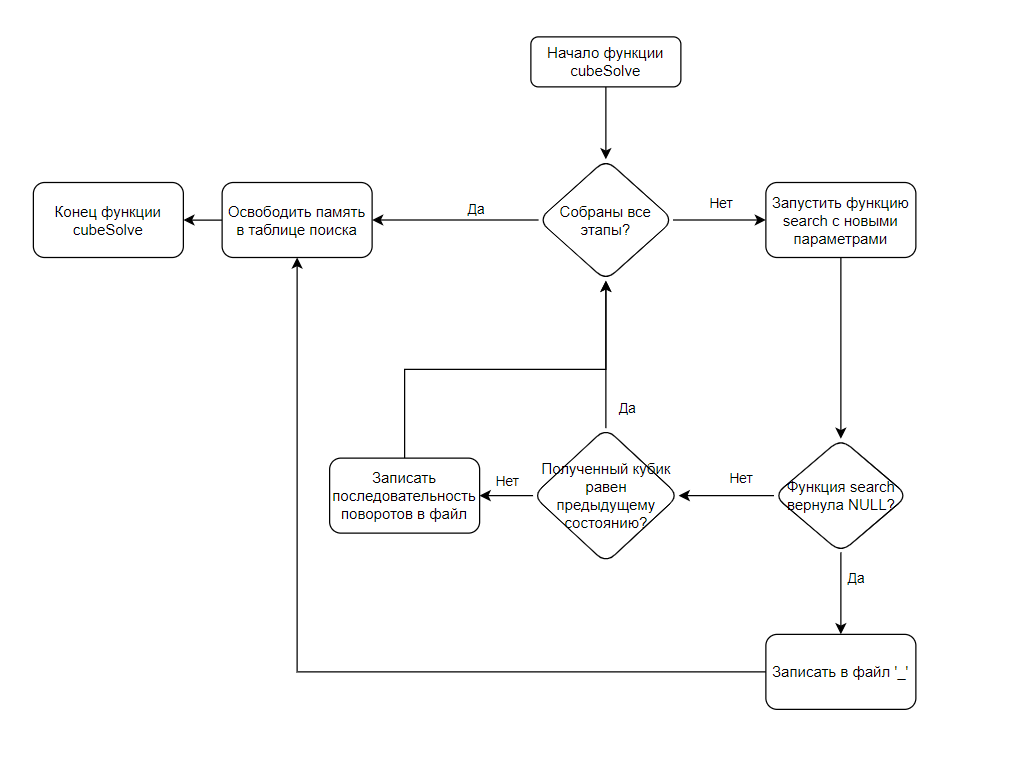 Начало функции
cubeSolve
Конец функции
cubeSolve
Освободить память
в таблице поиска
Да
Собраны все
этапы?
Нет
Запустить функцию
search с новыми
параметрами
Да
Записать
последовательность
поворотов в файл
Нет
Полученный кубик
равен
предыдущему
состоянию?
Нет
Функция search
вернула NULL?
Да
Записать в файл '_'